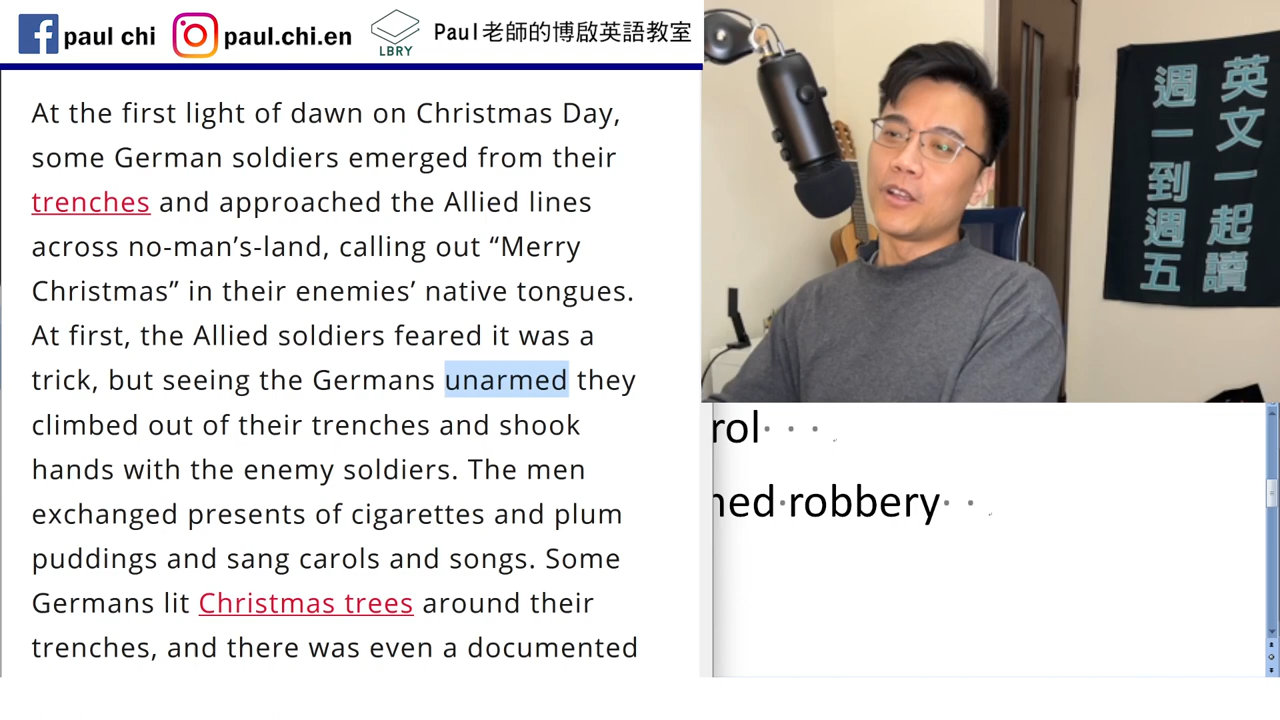 paul chi
paul.chi.en
LBRY
Paul老師的博啟英語教室
At the first light of dawn on Christmas Day,
some German soldiers emerged from their
trenches and approached the Allied lines
across no-man’s-land, calling out “Merry
Christmas” in their enemies’ native tongues.
At first, the Allied soldiers feared it was a
trick, but seeing the Germans unarmed they
climbed out of their trenches and shook
hands with the enemy soldiers. The men
exchanged presents of cigarettes and plum
puddings and sang carols and songs. Some
Germans lit Christmas trees around their
trenches, and there was even a documented
英文一起讀
週一到週五
rol
ed robbery